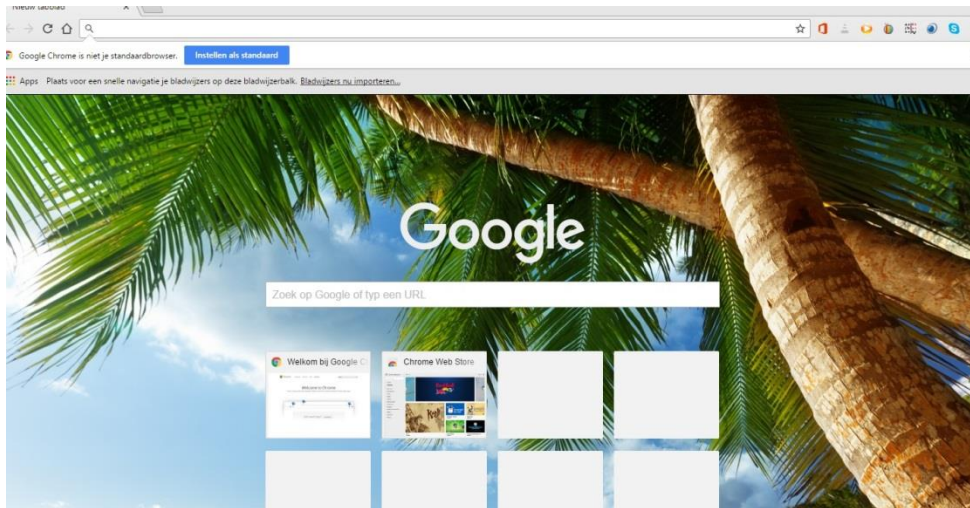 Nieuw tabblad
Google Chrome is niet je standaardbrowser. Instellen als standaard
Apps Plaats voor een snelle navigatie je bladwijzers op deze bladwijzerbalk. Bladwijzers nu importeren...
Google
Zoek op Google of typ een URL
Welkom bij Google C
Chrome Web Store